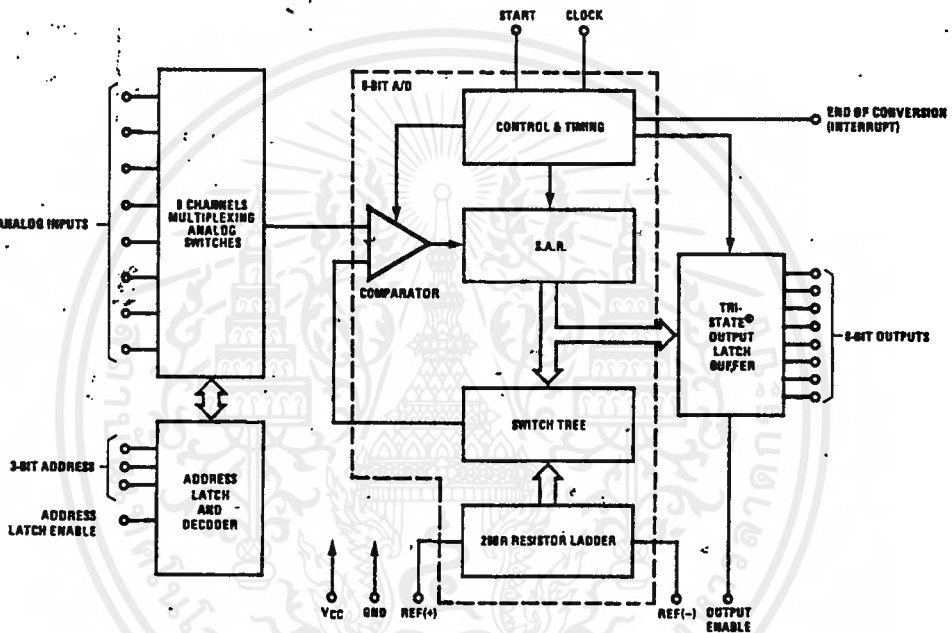 START CLOCK
8-BIT A/D
CONTROL & TIMING
END OF CONVERSION
(INTERRUPT)
ANALOG INPUTS
8 CHANNELS
MULTIPLEXING
ANALOG
SWITCHES
S.A.R.
COMPARATOR
TRI-
STATE®
OUTPUT
LATCH
BUFFER
8-BIT OUTPUTS
SWITCH TREE
3-BIT ADDRESS
ADDRESS
LATCH
AND
DECODER
ADDRESS
LATCH ENABLE
256R RESISTOR LADDER
VCC GND REF(+) REF(−) OUTPUT
ENABLE